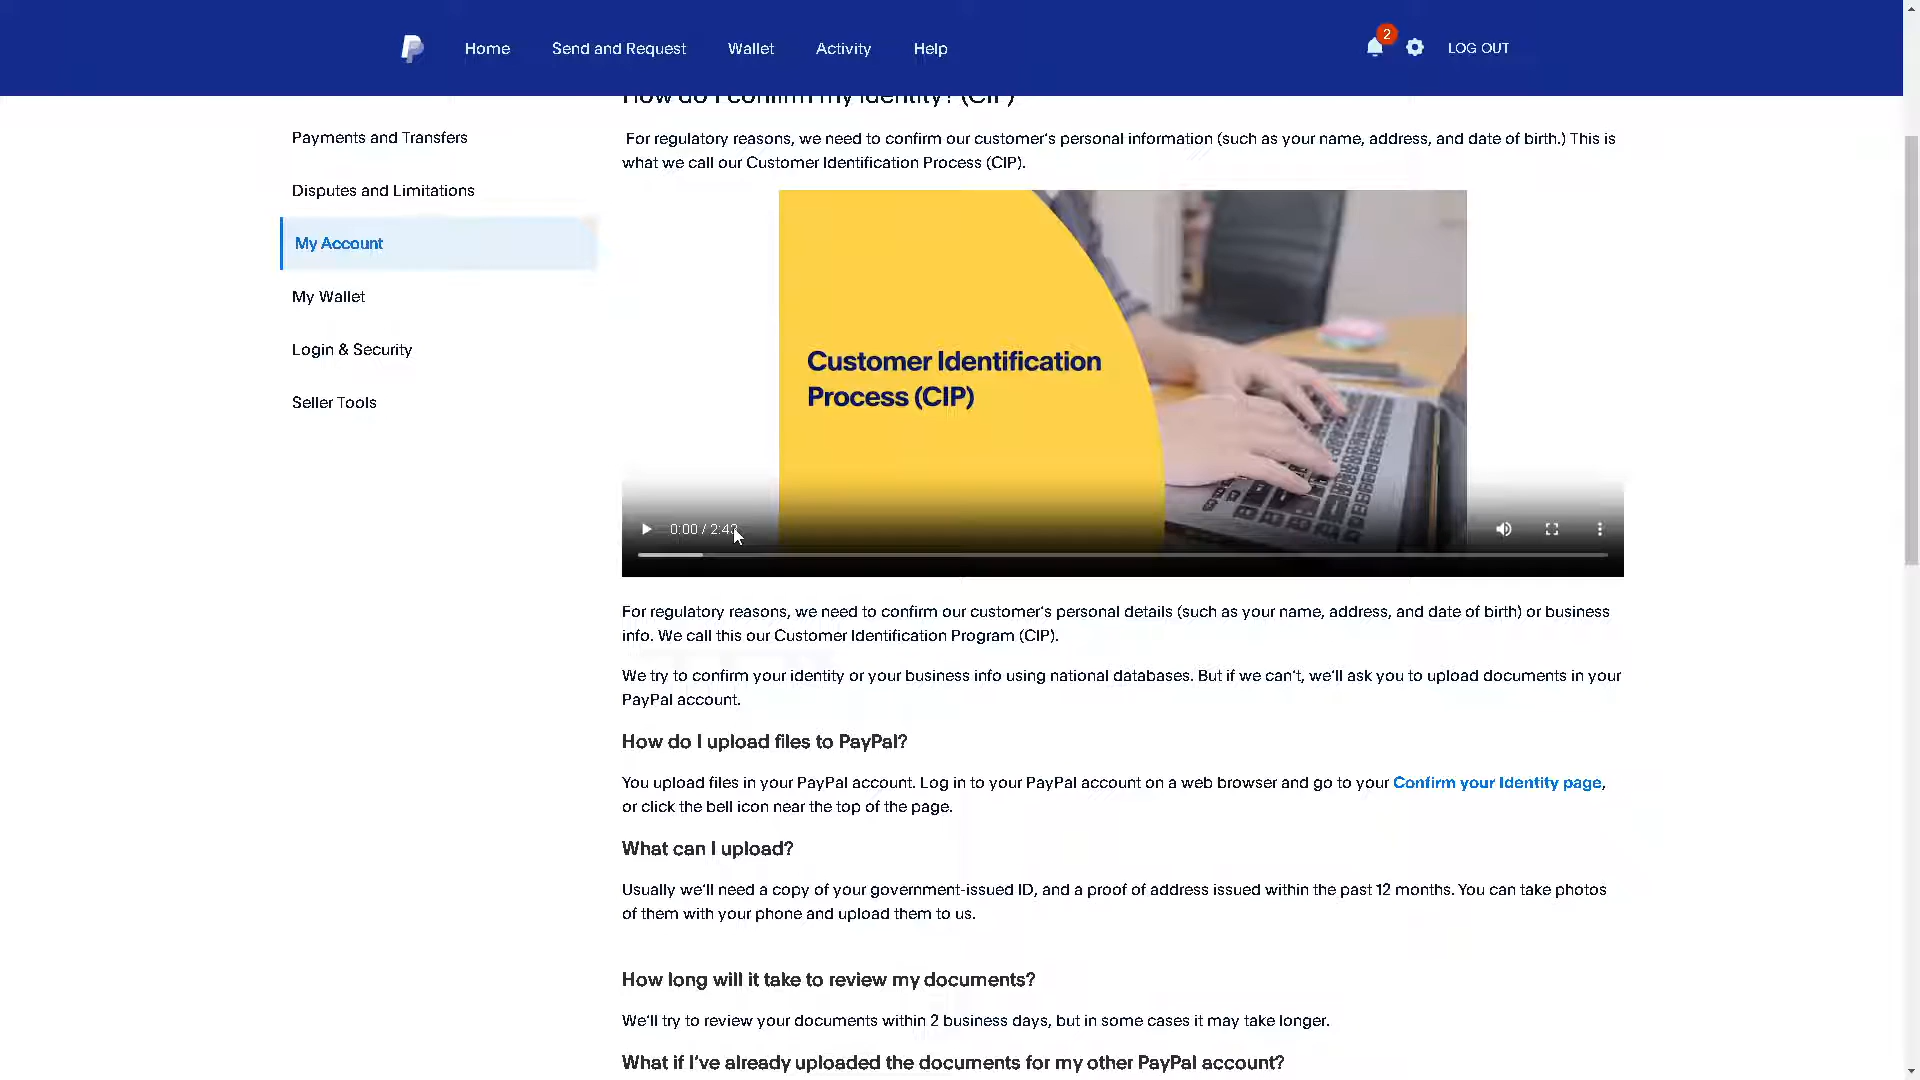 Home Send and Request Wallet Activity Help 2 LOG OUT
How do I confirm my identity? (CIP)
Payments and Transfers
Disputes and Limitations
My Account
My Wallet
Login & Security
Seller Tools
For regulatory reasons, we need to confirm our customer's personal information (such as your name, address, and date of birth.) This is
what we call our Customer Identification Process (CIP).
Customer Identification
Process (CIP)
0:00 / 2:43
For regulatory reasons, we need to confirm our customer's personal details (such as your name, address, and date of birth) or business
info. We call this our Customer Identification Program (CIP).
We try to confirm your identity or your business info using national databases. But if we can't, we'll ask you to upload documents in your
PayPal account.
How do I upload files to PayPal?
You upload files in your PayPal account. Log in to your PayPal account on a web browser and go to your Confirm your Identity page,
or click the bell icon near the top of the page.
What can I upload?
Usually we'll need a copy of your government-issued ID, and a proof of address issued within the past 12 months. You can take photos
of them with your phone and upload them to us.
How long will it take to review my documents?
We'll try to review your documents within 2 business days, but in some cases it may take longer.
What if I've already uploaded the documents for my other PayPal account?